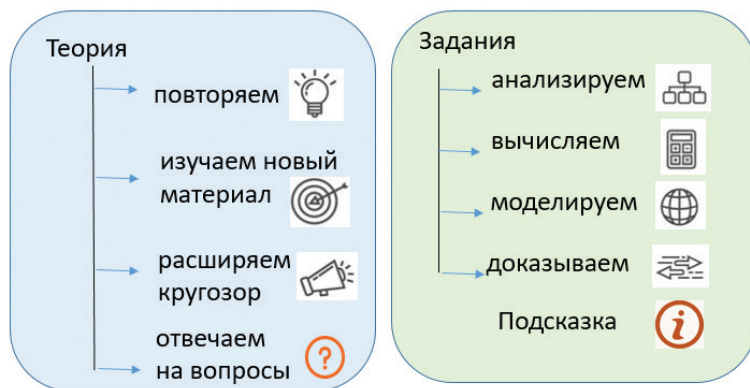 Теория
повторяем
изучаем новый
материал
расширяем
кругозор
отвечаем
на вопросы
?
Задания
анализируем
вычисляем
моделируем
доказываем
Подсказка
i